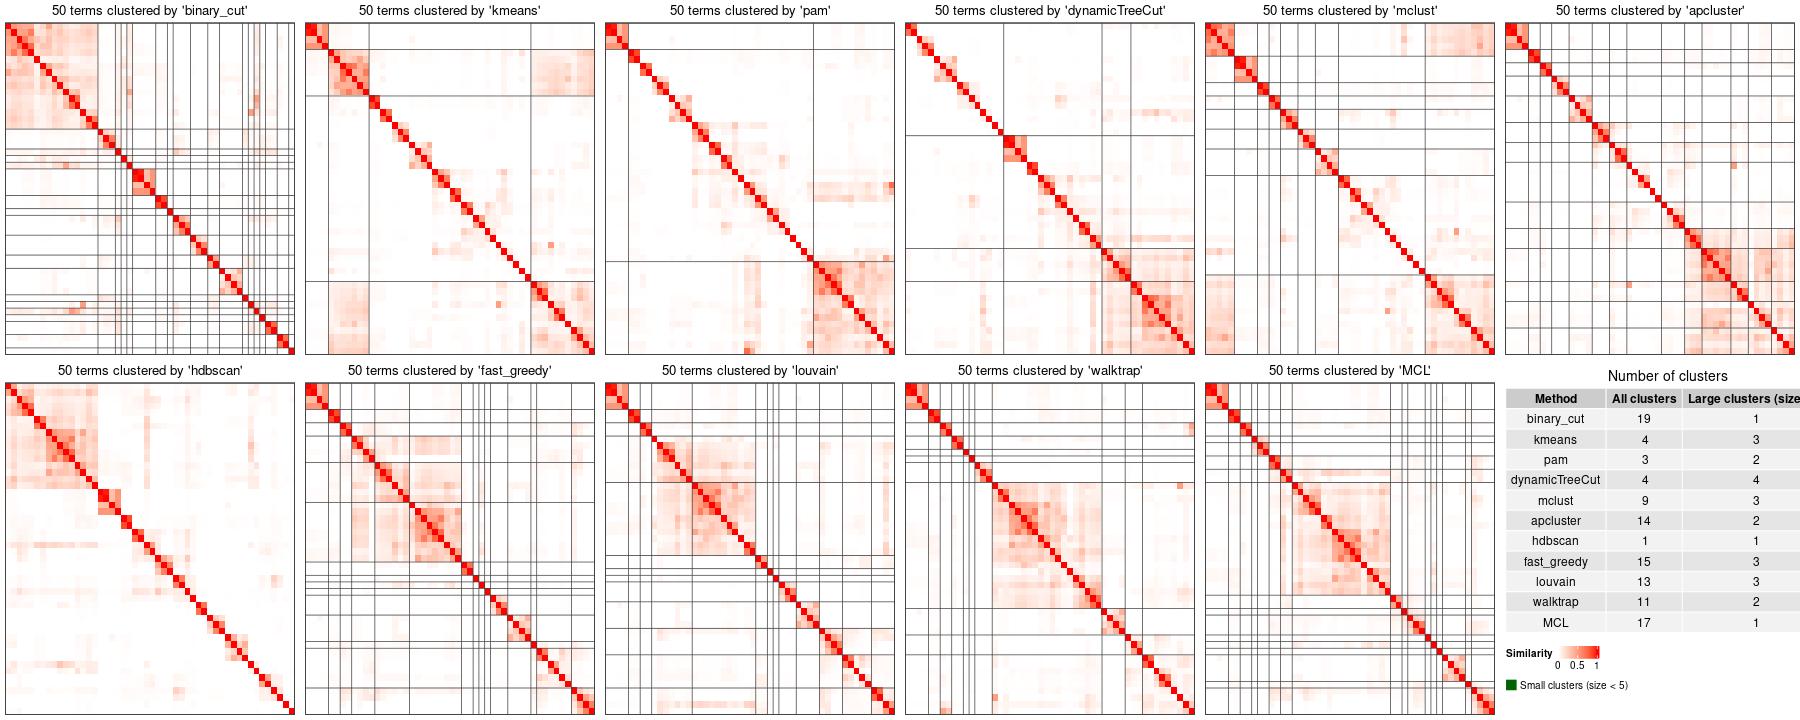 50 terms clustered by 'binary_cut'
50 terms clustered by 'kmeans'
50 terms clustered by 'pam'
50 terms clustered by 'dynamicTreeCut'
50 terms clustered by 'mclust'
50 terms clustered by 'apcluster'
50 terms clustered by 'hdbscan'
50 terms clustered by 'fast_greedy'
50 terms clustered by 'louvain'
50 terms clustered by 'walktrap'
50 terms clustered by 'MCL'
Number of clusters
Method All clusters Large clusters (size
binary_cut 19 1
kmeans 4 3
pam 3 2
dynamicTreeCut 4 4
mclust 9 3
apcluster 14 2
hdbscan 1 1
fast_greedy 15 3
louvain 13 3
walktrap 11 2
MCL 17 1
Similarity
0 0.5 1
Small clusters (size < 5)